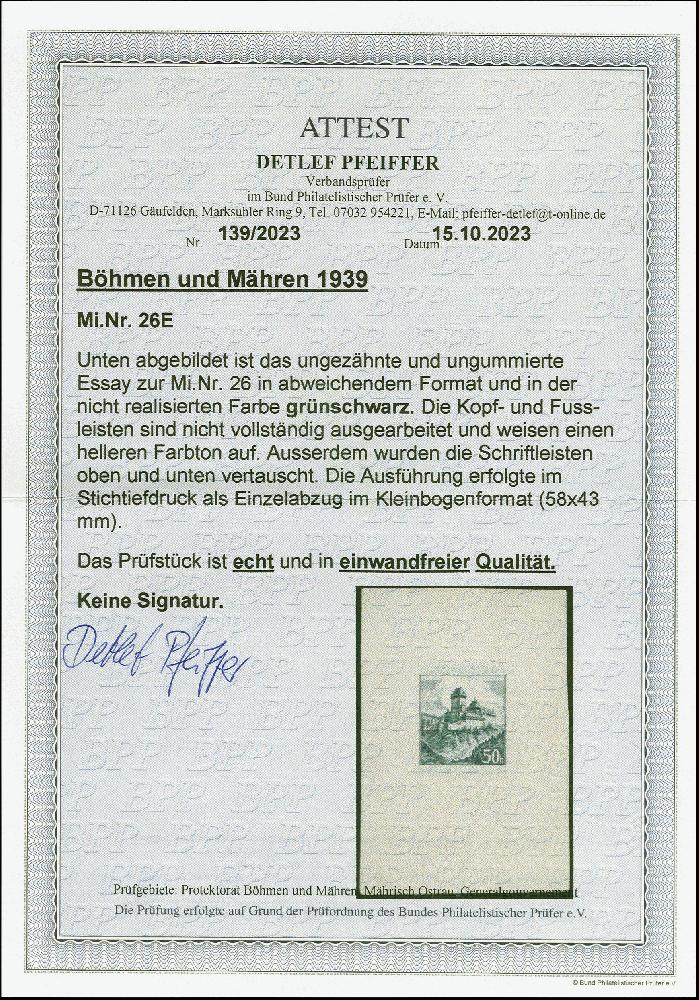 ATTEST
DETLEF PFEIFFER
Verbandsprüfer
im Bund Philatelistischer Prüfer e. V.
D-71126 Gäufelden, Marksuhler Ring 9, Tel. 07032 954221, E-Mail: pfeiffer-detlef@t-online.de
Nr 139/2023 Datum 15.10.2023
Böhmen und Mähren 1939
Mi.Nr. 26E
Unten abgebildet ist das ungezähnte und ungummierte
Essay zur Mi.Nr. 26 in abweichendem Format und in der
nicht realisierten Farbe grünschwarz. Die Kopf- und Fuss-
leisten sind nicht vollständig ausgearbeitet und weisen einen
helleren Farbton auf. Ausserdem wurden die Schriftleisten
oben und unten vertauscht. Die Ausführung erfolgte im
Stichtiefdruck als Einzelabzug im Kleinbogenformat (58x43
mm).
Das Prüfstück ist echt und in einwandfreier Qualität.
Keine Signatur.
Detlef Pfeiffer
50h
Prüfgebiete: Protektorat Böhmen und Mähren, Mährisch Ostrau, Generalgouvernement
Die Prüfung erfolgte auf Grund der Prüfordnung des Bundes Philatelistischer Prüfer e.V.
© Bund Philatelistischer Prüfer e.V.